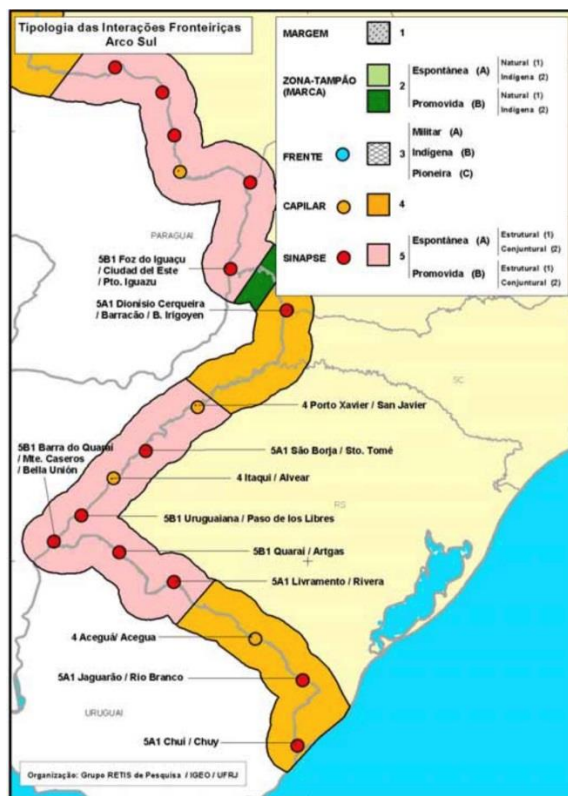 Tipologia das Interações Fronteiriças
Arco Sul
MARGEM
1
ZONA-TAMPÃO
(MARCA)
2
Espontânea (A)
Natural (1)
Indígena (2)
Promovida (B)
Natural (1)
Indígena (2)
FRENTE
3
Militar (A)
Indígena (B)
Pioneira (C)
CAPILAR
4
SINAPSE
5
Espontânea (A)
Estrutural (1)
Conjuntural (2)
Promovida (B)
Estrutural (1)
Conjuntural (2)
PARAGUAI
5B1 Foz do Iguaçu
/ Ciudad del Este
/ Pto. Iguazu
5A1 Dionísio Cerqueira
/ Barracão / B. Irigoyen
SC
4 Porto Xavier / San Javier
5B1 Barra do Quaraí
/ Mte. Caseros
/ Bella Unión
5A1 São Borja / Sto. Tomé
4 Itaqui / Alvear
RS
5B1 Uruguaiana / Paso de los Libres
5B1 Quaraí / Artgas
5A1 Livramento / Rivera
4 Aceguá/ Acegua
5A1 Jaguarão / Rio Branco
URUGUAI
5A1 Chuí / Chuy
Organização: Grupo RETIS de Pesquisa / IGEO / UFRJ